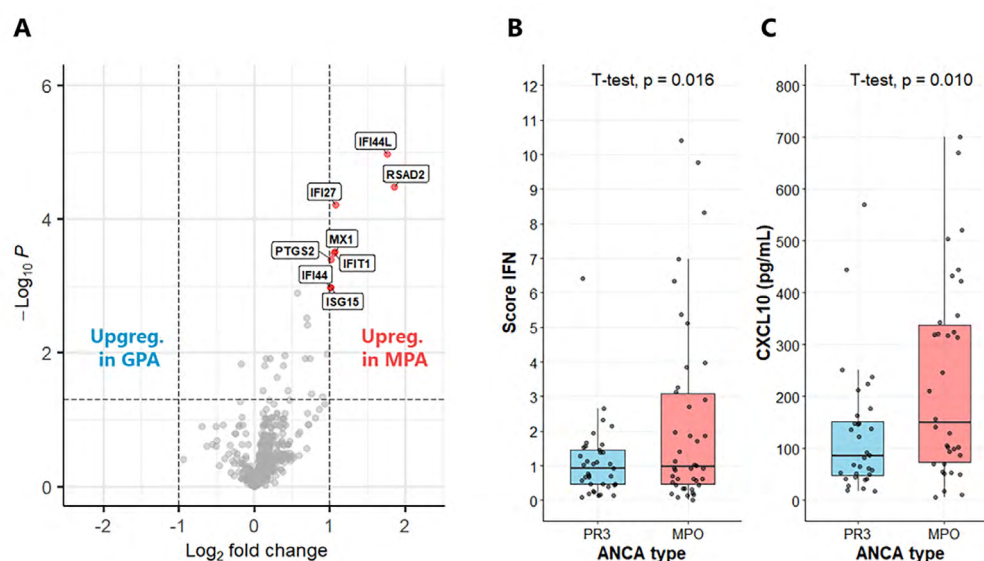 A
6
4
2
0
-Log10 P
IFI44L
RSAD2
IFI27
MX1
PTGS2
IFIT1
IFI44
ISG15
Upgreg.
in GPA
Upreg.
in MPA
-2
-1
0
1
2
Log2 fold change
B
T-test, p = 0.016
12
11
10
9
8
7
6
5
4
3
2
1
0
Score IFN
PR3
MPO
ANCA type
C
T-test, p = 0.010
800
700
600
500
400
300
200
100
0
CXCL10 (pg/mL)
PR3
MPO
ANCA type